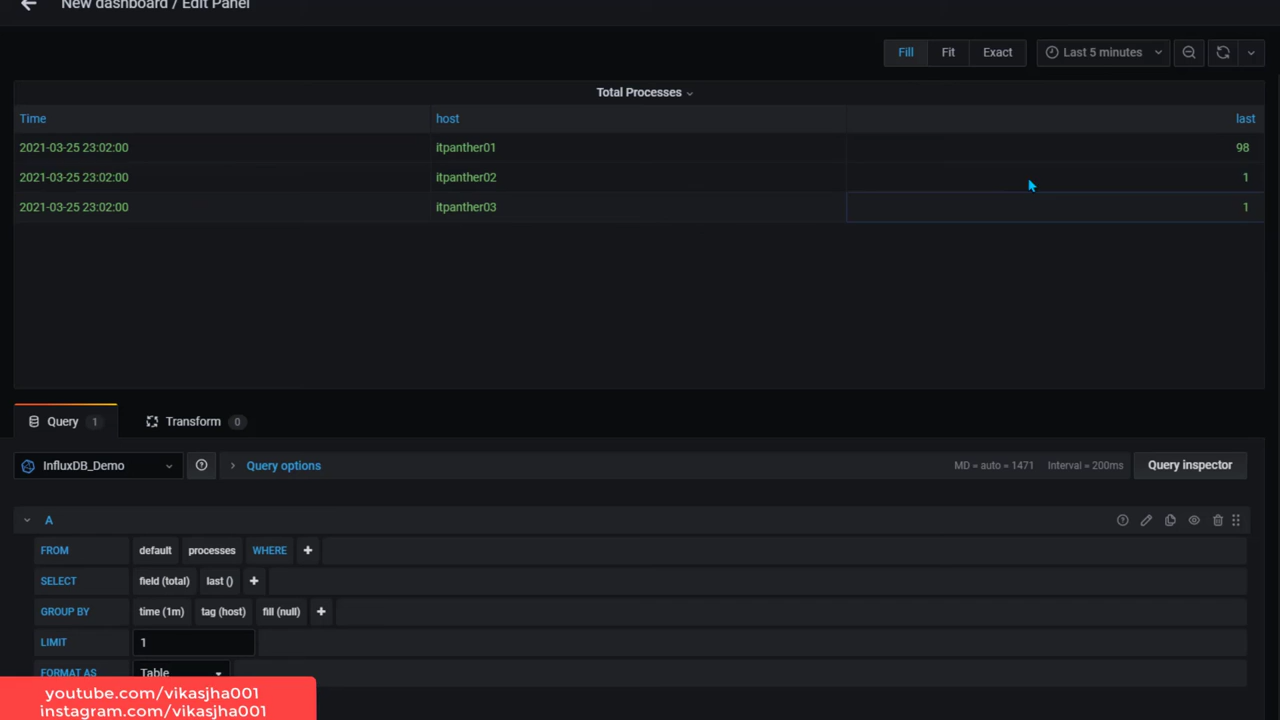 New dashboard / Edit Panel
Fill Fit Exact Last 5 minutes
Total Processes
Time host last
2021-03-25 23:02:00 itpanther01 98
2021-03-25 23:02:00 itpanther02 1
2021-03-25 23:02:00 itpanther03 1
Query 1 Transform 0
InfluxDB_Demo Query options MD = auto = 1471 Interval = 200ms Query inspector
A
FROM default processes WHERE +
SELECT field (total) last () +
GROUP BY time (1m) tag (host) fill (null) +
LIMIT 1
FORMAT AS Table
youtube.com/vikasjha001
instagram.com/vikasjha001